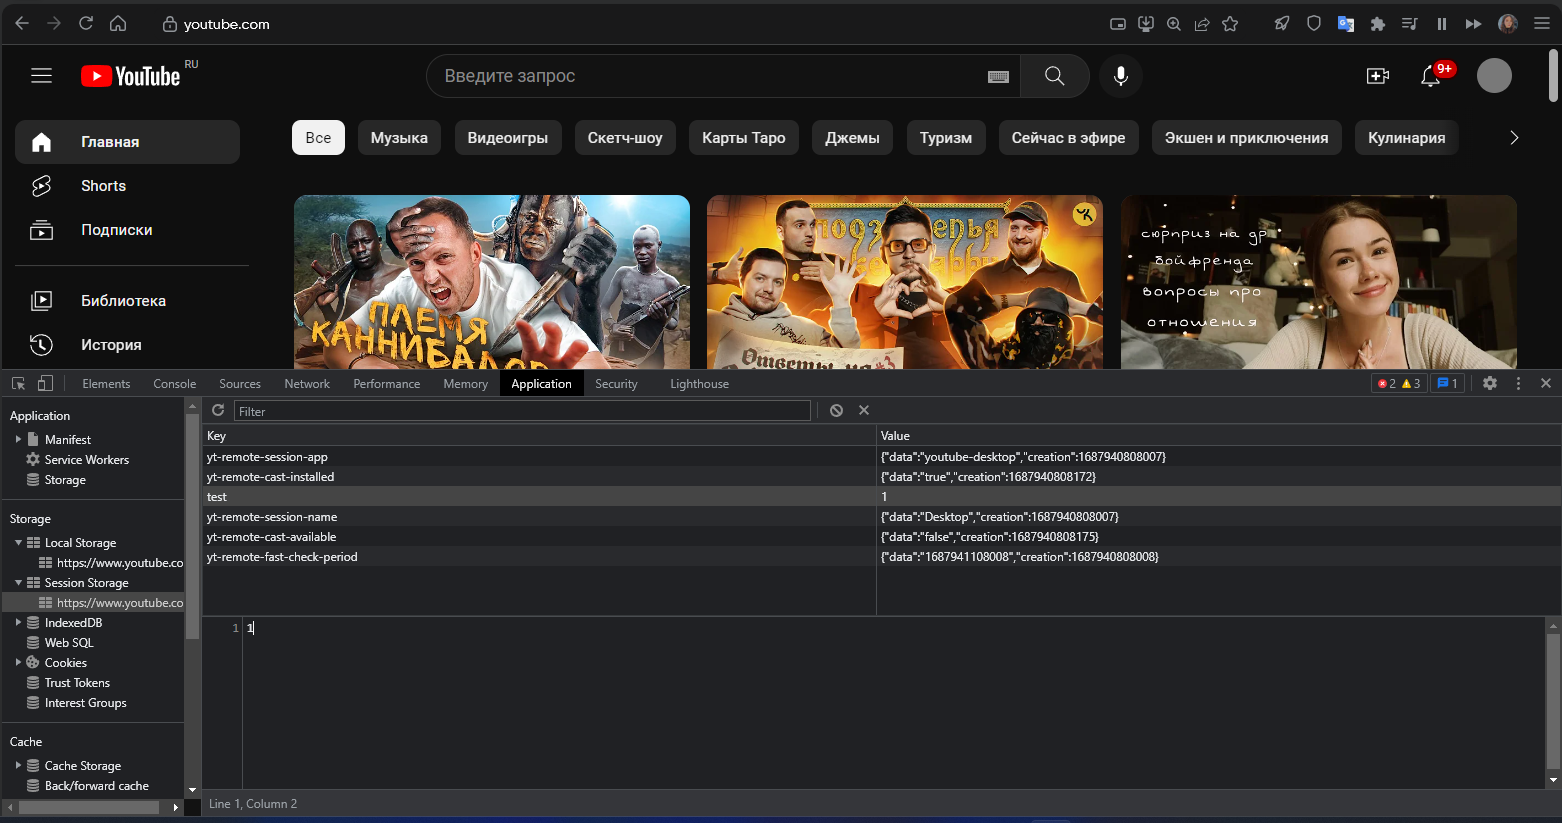 youtube.com
YouTube RU
Введите запрос
9+
Главная
Shorts
Подписки
Библиотека
История
Все
Музыка
Видеоигры
Скетч-шоу
Карты Таро
Джемы
Туризм
Сейчас в эфире
Экшен и приключения
Кулинария
ПЛЕМЯ
КАННИБАЛОВ
подземелья
Ответы на #3
сюрприз на др
бойфренда
вопросы про
отношения
Elements
Console
Sources
Network
Performance
Memory
Application
Security
Lighthouse
2
3
1
Application
Manifest
Service Workers
Storage
Storage
Local Storage
https://www.youtube.co
Session Storage
https://www.youtube.co
IndexedDB
Web SQL
Cookies
Trust Tokens
Interest Groups
Cache
Cache Storage
Back/forward cache
Filter
Key Value
yt-remote-session-app {"data":"youtube-desktop","creation":1687940808007}
yt-remote-cast-installed {"data":"true","creation":1687940808172}
test 1
yt-remote-session-name {"data":"Desktop","creation":1687940808007}
yt-remote-cast-available {"data":"false","creation":1687940808175}
yt-remote-fast-check-period {"data":"1687941108008","creation":1687940808008}
1 1
Line 1, Column 2